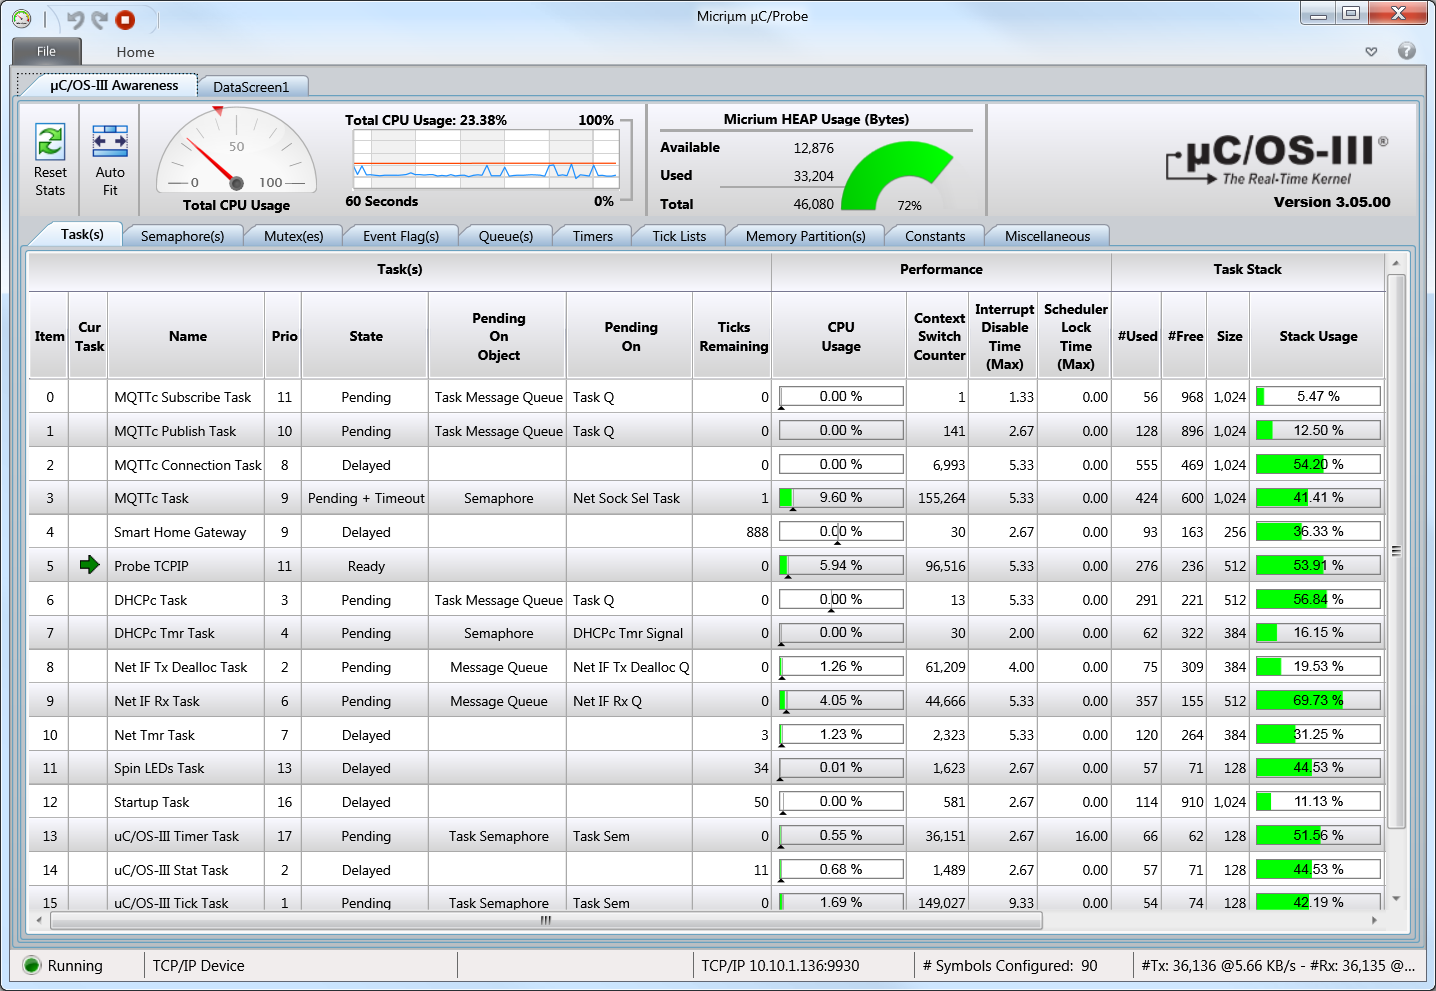 Micriµm µC/Probe
File Home
µC/OS-III Awareness DataScreen1
Reset Stats
Auto Fit
50
0 100
Total CPU Usage
Total CPU Usage: 23.38% 100%
60 Seconds 0%
Micrium HEAP Usage (Bytes)
Available 12,876
Used 33,204
Total 46,080
72%
µC/OS-III®
The Real-Time Kernel
Version 3.05.00
Task(s) Semaphore(s) Mutex(es) Event Flag(s) Queue(s) Timers Tick Lists Memory Partition(s) Constants Miscellaneous
Task(s) Performance Task Stack
Item Cur Task Name Prio State Pending On Object Pending On Ticks Remaining CPU Usage Context Switch Counter Interrupt Disable Time (Max) Scheduler Lock Time (Max) #Used #Free Size Stack Usage
0 MQTTc Subscribe Task 11 Pending Task Message Queue Task Q 0 0.00 % 1 1.33 0.00 56 968 1,024 5.47 %
1 MQTTc Publish Task 10 Pending Task Message Queue Task Q 0 0.00 % 141 2.67 0.00 128 896 1,024 12.50 %
2 MQTTc Connection Task 8 Delayed 0 0.00 % 6,993 5.33 0.00 555 469 1,024 54.20 %
3 MQTTc Task 9 Pending + Timeout Semaphore Net Sock Sel Task 1 9.60 % 155,264 5.33 0.00 424 600 1,024 41.41 %
4 Smart Home Gateway 9 Delayed 888 0.00 % 30 2.67 0.00 93 163 256 36.33 %
5 Probe TCPIP 11 Ready 0 5.94 % 96,516 5.33 0.00 276 236 512 53.91 %
6 DHCPc Task 3 Pending Task Message Queue Task Q 0 0.00 % 13 5.33 0.00 291 221 512 56.84 %
7 DHCPc Tmr Task 4 Pending Semaphore DHCPc Tmr Signal 0 0.00 % 30 2.00 0.00 62 322 384 16.15 %
8 Net IF Tx Dealloc Task 2 Pending Message Queue Net IF Tx Dealloc Q 0 1.26 % 61,209 4.00 0.00 75 309 384 19.53 %
9 Net IF Rx Task 6 Pending Message Queue Net IF Rx Q 0 4.05 % 44,666 5.33 0.00 357 155 512 69.73 %
10 Net Tmr Task 7 Delayed 3 1.23 % 2,323 5.33 0.00 120 264 384 31.25 %
11 Spin LEDs Task 13 Delayed 34 0.01 % 1,623 2.67 0.00 57 71 128 44.53 %
12 Startup Task 16 Delayed 50 0.00 % 581 2.67 0.00 114 910 1,024 11.13 %
13 uC/OS-III Timer Task 17 Pending Task Semaphore Task Sem 0 0.55 % 36,151 2.67 16.00 66 62 128 51.56 %
14 uC/OS-III Stat Task 2 Delayed 11 0.68 % 1,489 2.67 0.00 57 71 128 44.53 %
15 uC/OS-III Tick Task 1 Pending Task Semaphore Task Sem 0 1.69 % 149,027 9.33 0.00 54 74 128 42.19 %
Running TCP/IP Device TCP/IP 10.10.1.136:9930 # Symbols Configured: 90 #Tx: 36,136 @5.66 KB/s - #Rx: 36,135 @...